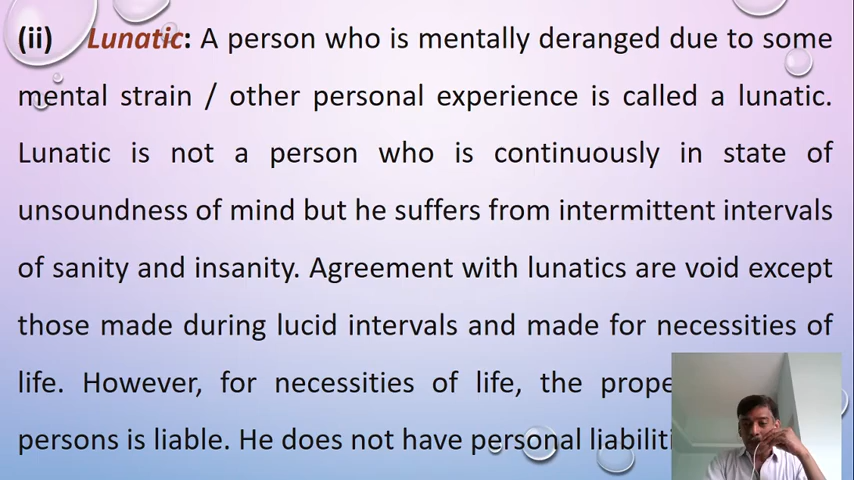 (ii) Lunatic: A person who is mentally deranged due to some
mental strain / other personal experience is called a lunatic.
Lunatic is not a person who is continuously in state of
unsoundness of mind but he suffers from intermittent intervals
of sanity and insanity. Agreement with lunatics are void except
those made during lucid intervals and made for necessities of
life. However, for necessities of life, the
persons is liable. He does not have personal